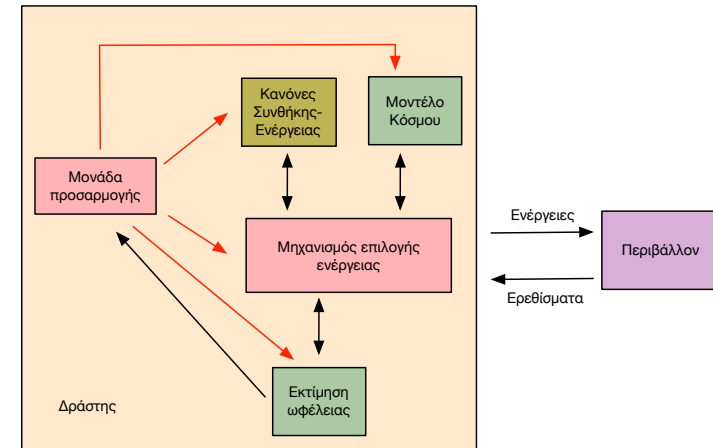 Κανόνες
Συνθήκης-
Ενέργειας
Μοντέλο
Κόσμου
Μονάδα
προσαρμογής
Μηχανισμός επιλογής
ενέργειας
Ενέργειες
Περιβάλλον
Ερεθίσματα
Εκτίμηση
ωφέλειας
Δράστης